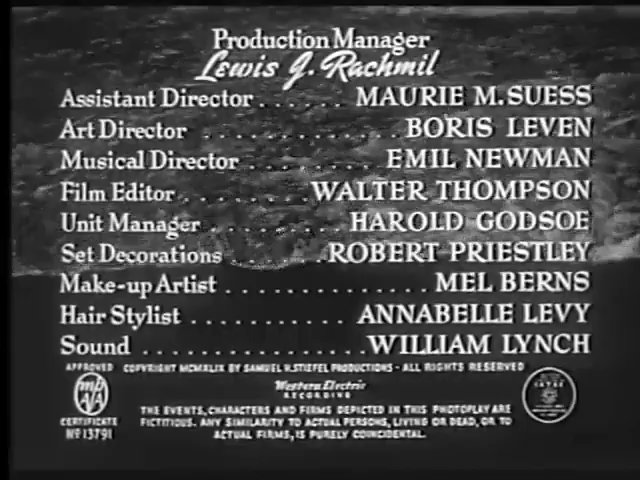 Production Manager
Lewis J. Rachmil
Assistant Director ...... MAURIE M. SUESS
Art Director .......... BORIS LEVEN
Musical Director ....... EMIL NEWMAN
Film Editor ........ WALTER THOMPSON
Unit Manager ........ HAROLD GODSOE
Set Decorations ...... ROBERT PRIESTLEY
Make-up Artist .............. MEL BERNS
Hair Stylist .......... ANNABELLE LEVY
Sound ............... WILLIAM LYNCH
APPROVED COPYRIGHT MCMXLIX BY SAMUEL H. STIEFEL PRODUCTIONS - ALL RIGHTS RESERVED
Western Electric
RECORDING
THE EVENTS, CHARACTERS AND FIRMS DEPICTED IN THIS PHOTOPLAY ARE
FICTITIOUS. ANY SIMILARITY TO ACTUAL PERSONS, LIVING OR DEAD, OR TO
ACTUAL FIRMS, IS PURELY COINCIDENTAL.
CERTIFICATE
No 13791
IATSE